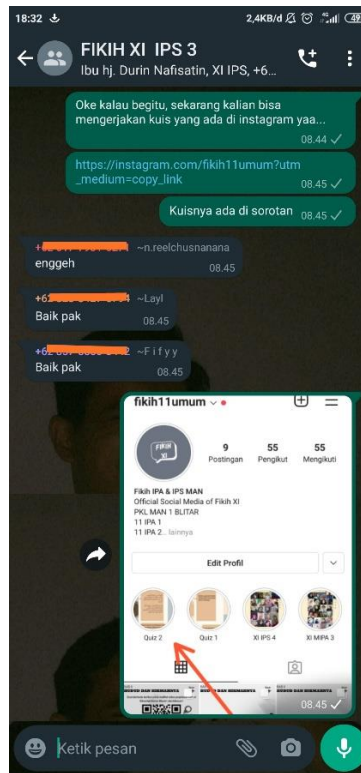 18:32
2,4KB/d
4G
49
FIKIH XI IPS 3
Ibu hj. Durin Nafisatin, XI IPS, +6...
Oke kalau begitu, sekarang kalian bisa
mengerjakan kuis yang ada di instagram yaa...
08.44
https://instagram.com/fikih11umum?utm
_medium=copy_link
08.45
Kuisnya ada di sorotan 08.45
~n.reelchusnanana
enggeh
08.45
+6 ~Layl
Baik pak
08.45
~F i f y y
Baik pak
08.45
fikih11umum
FIKIH
XI
9 55 55
Postingan Pengikut Mengikuti
Fikih IPA & IPS MAN
Official Social Media of Fikih XI
PKL MAN 1 BLITAR
11 IPA 1
11 IPA 2... lainnya
Edit Profil
Quiz 2 Quiz 1 XI IPS 4 XI MIPA 3
08.45
Ketik pesan